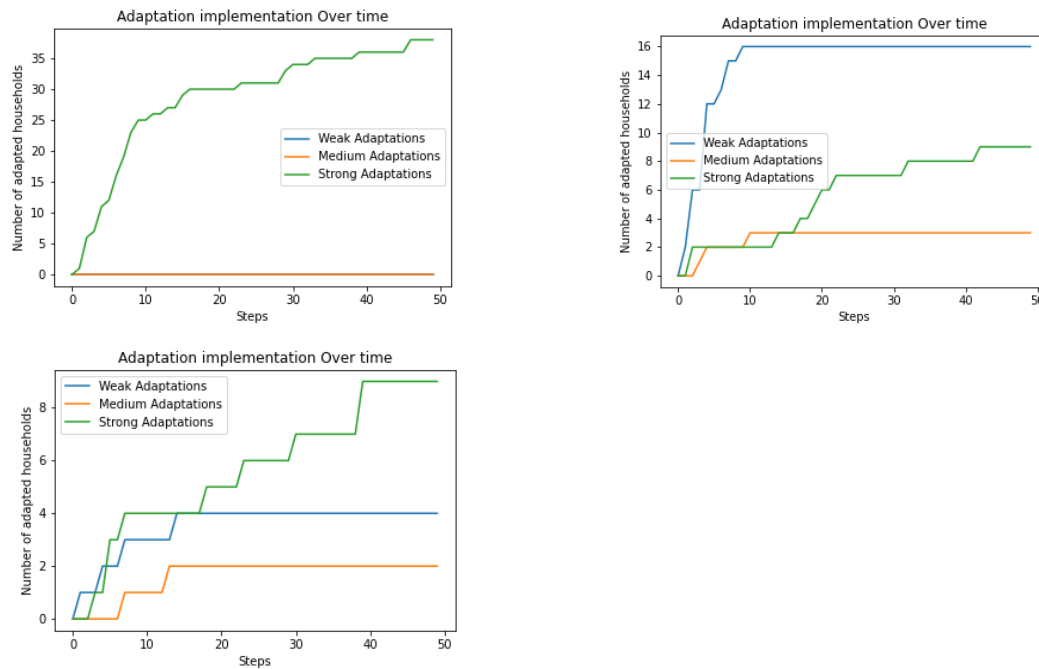 Adaptation implementation Over time
Number of adapted households
35
30
25
20
15
10
5
0
Weak Adaptations
Medium Adaptations
Strong Adaptations
0 10 20 30 40 50
Steps
Adaptation implementation Over time
Number of adapted households
16
14
12
10
8
6
4
2
0
Weak Adaptations
Medium Adaptations
Strong Adaptations
0 10 20 30 40 50
Steps
Adaptation implementation Over time
Number of adapted households
8
6
4
2
0
Weak Adaptations
Medium Adaptations
Strong Adaptations
0 10 20 30 40 50
Steps